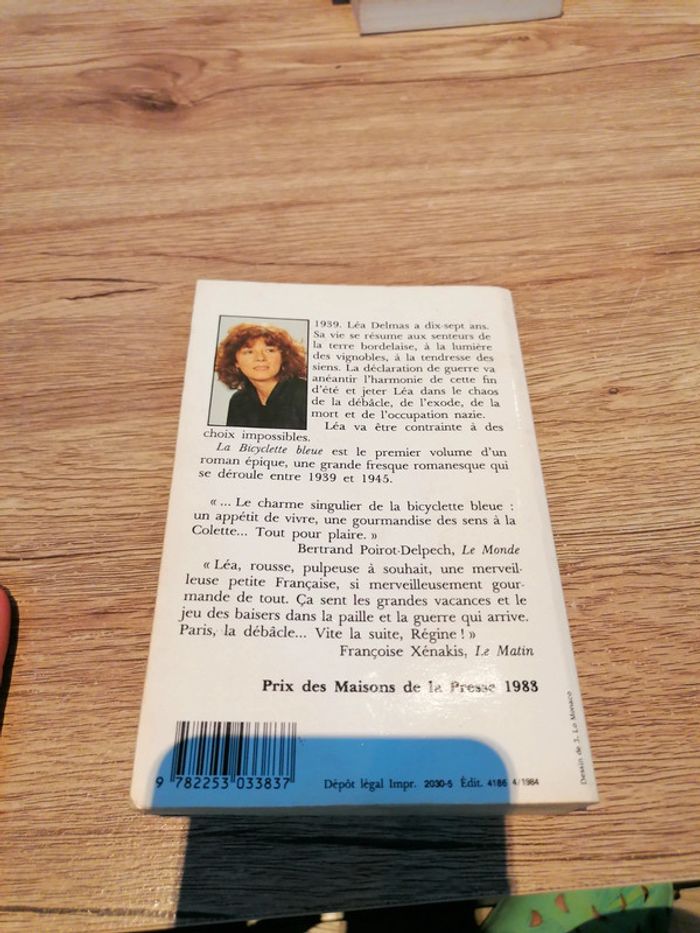 1939. Léa Delmas a dix-sept ans.
Sa vie se résume aux senteurs de
la terre bordelaise, à la lumière
des vignobles, à la tendresse des
siens. La déclaration de guerre va
anéantir l'harmonie de cette fin
d'été et jeter Léa dans le chaos
de la débâcle, de l'exode, de la
mort et de l'occupation nazie.
Léa va être contrainte à des
choix impossibles.
La Bicyclette bleue est le premier volume d'un
roman épique, une grande fresque romanesque qui
se déroule entre 1939 et 1945.
« ... Le charme singulier de la bicyclette bleue :
un appétit de vivre, une gourmandise des sens à la
Colette... Tout pour plaire. »
Bertrand Poirot-Delpech, Le Monde
« Léa, rousse, pulpeuse à souhait, une merveil-
leuse petite Française, si merveilleusement gour-
mande de tout. Ça sent les grandes vacances et le
jeu des baisers dans la paille et la guerre qui arrive.
Paris, la débâcle... Vite la suite, Régine ! »
Françoise Xénakis, Le Matin
Prix des Maisons de la Presse 1983
Dessin de J. Lo Monaco
9 782253 033837
Dépôt légal Impr. 2030-5 Édit. 4186 4/1984